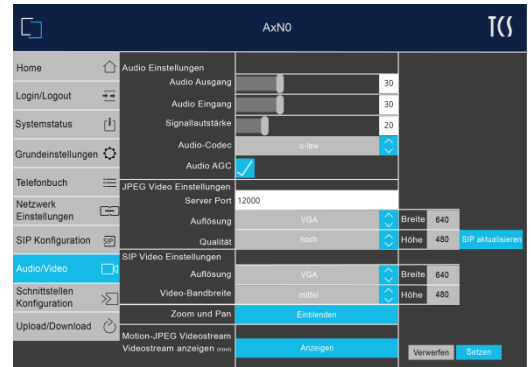 AxN0
TCS
Home
Login/Logout
Systemstatus
Grundeinstellungen
Telefonbuch
Netzwerk
Einstellungen
SIP Konfiguration
SIP
Audio/Video
Schnittstellen
Konfiguration
Upload/Download
Audio Einstellungen
Audio Ausgang 30
Audio Eingang 30
Signallautstärke 20
Audio-Codec u-law
Audio AGC
JPEG Video Einstellungen
Server Port 12000
Auflösung VGA Breite 640
Qualität hoch Höhe 480 SIP aktualisieren
SIP Video Einstellungen
Auflösung VGA Breite 640
Video-Bandbreite mittel Höhe 480
Zoom und Pan Einblenden
Motion-JPEG Videostream
Videostream anzeigen Anzeigen
Verwerfen Setzen